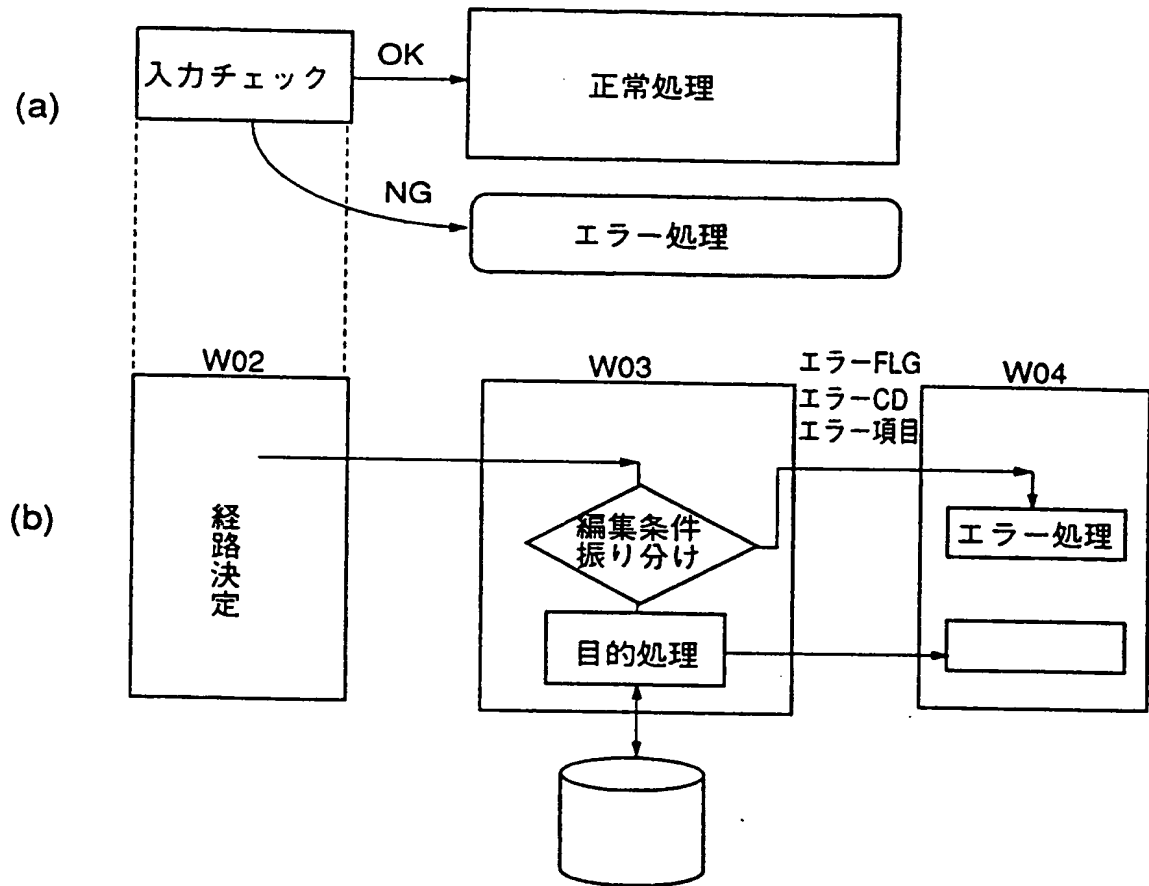 (a)
入力チェック
OK
正常処理
NG
エラー処理
(b)
W02
経路決定
W03
編集条件
振り分け
目的処理
エラーFLG
エラーCD
エラー項目
W04
エラー処理